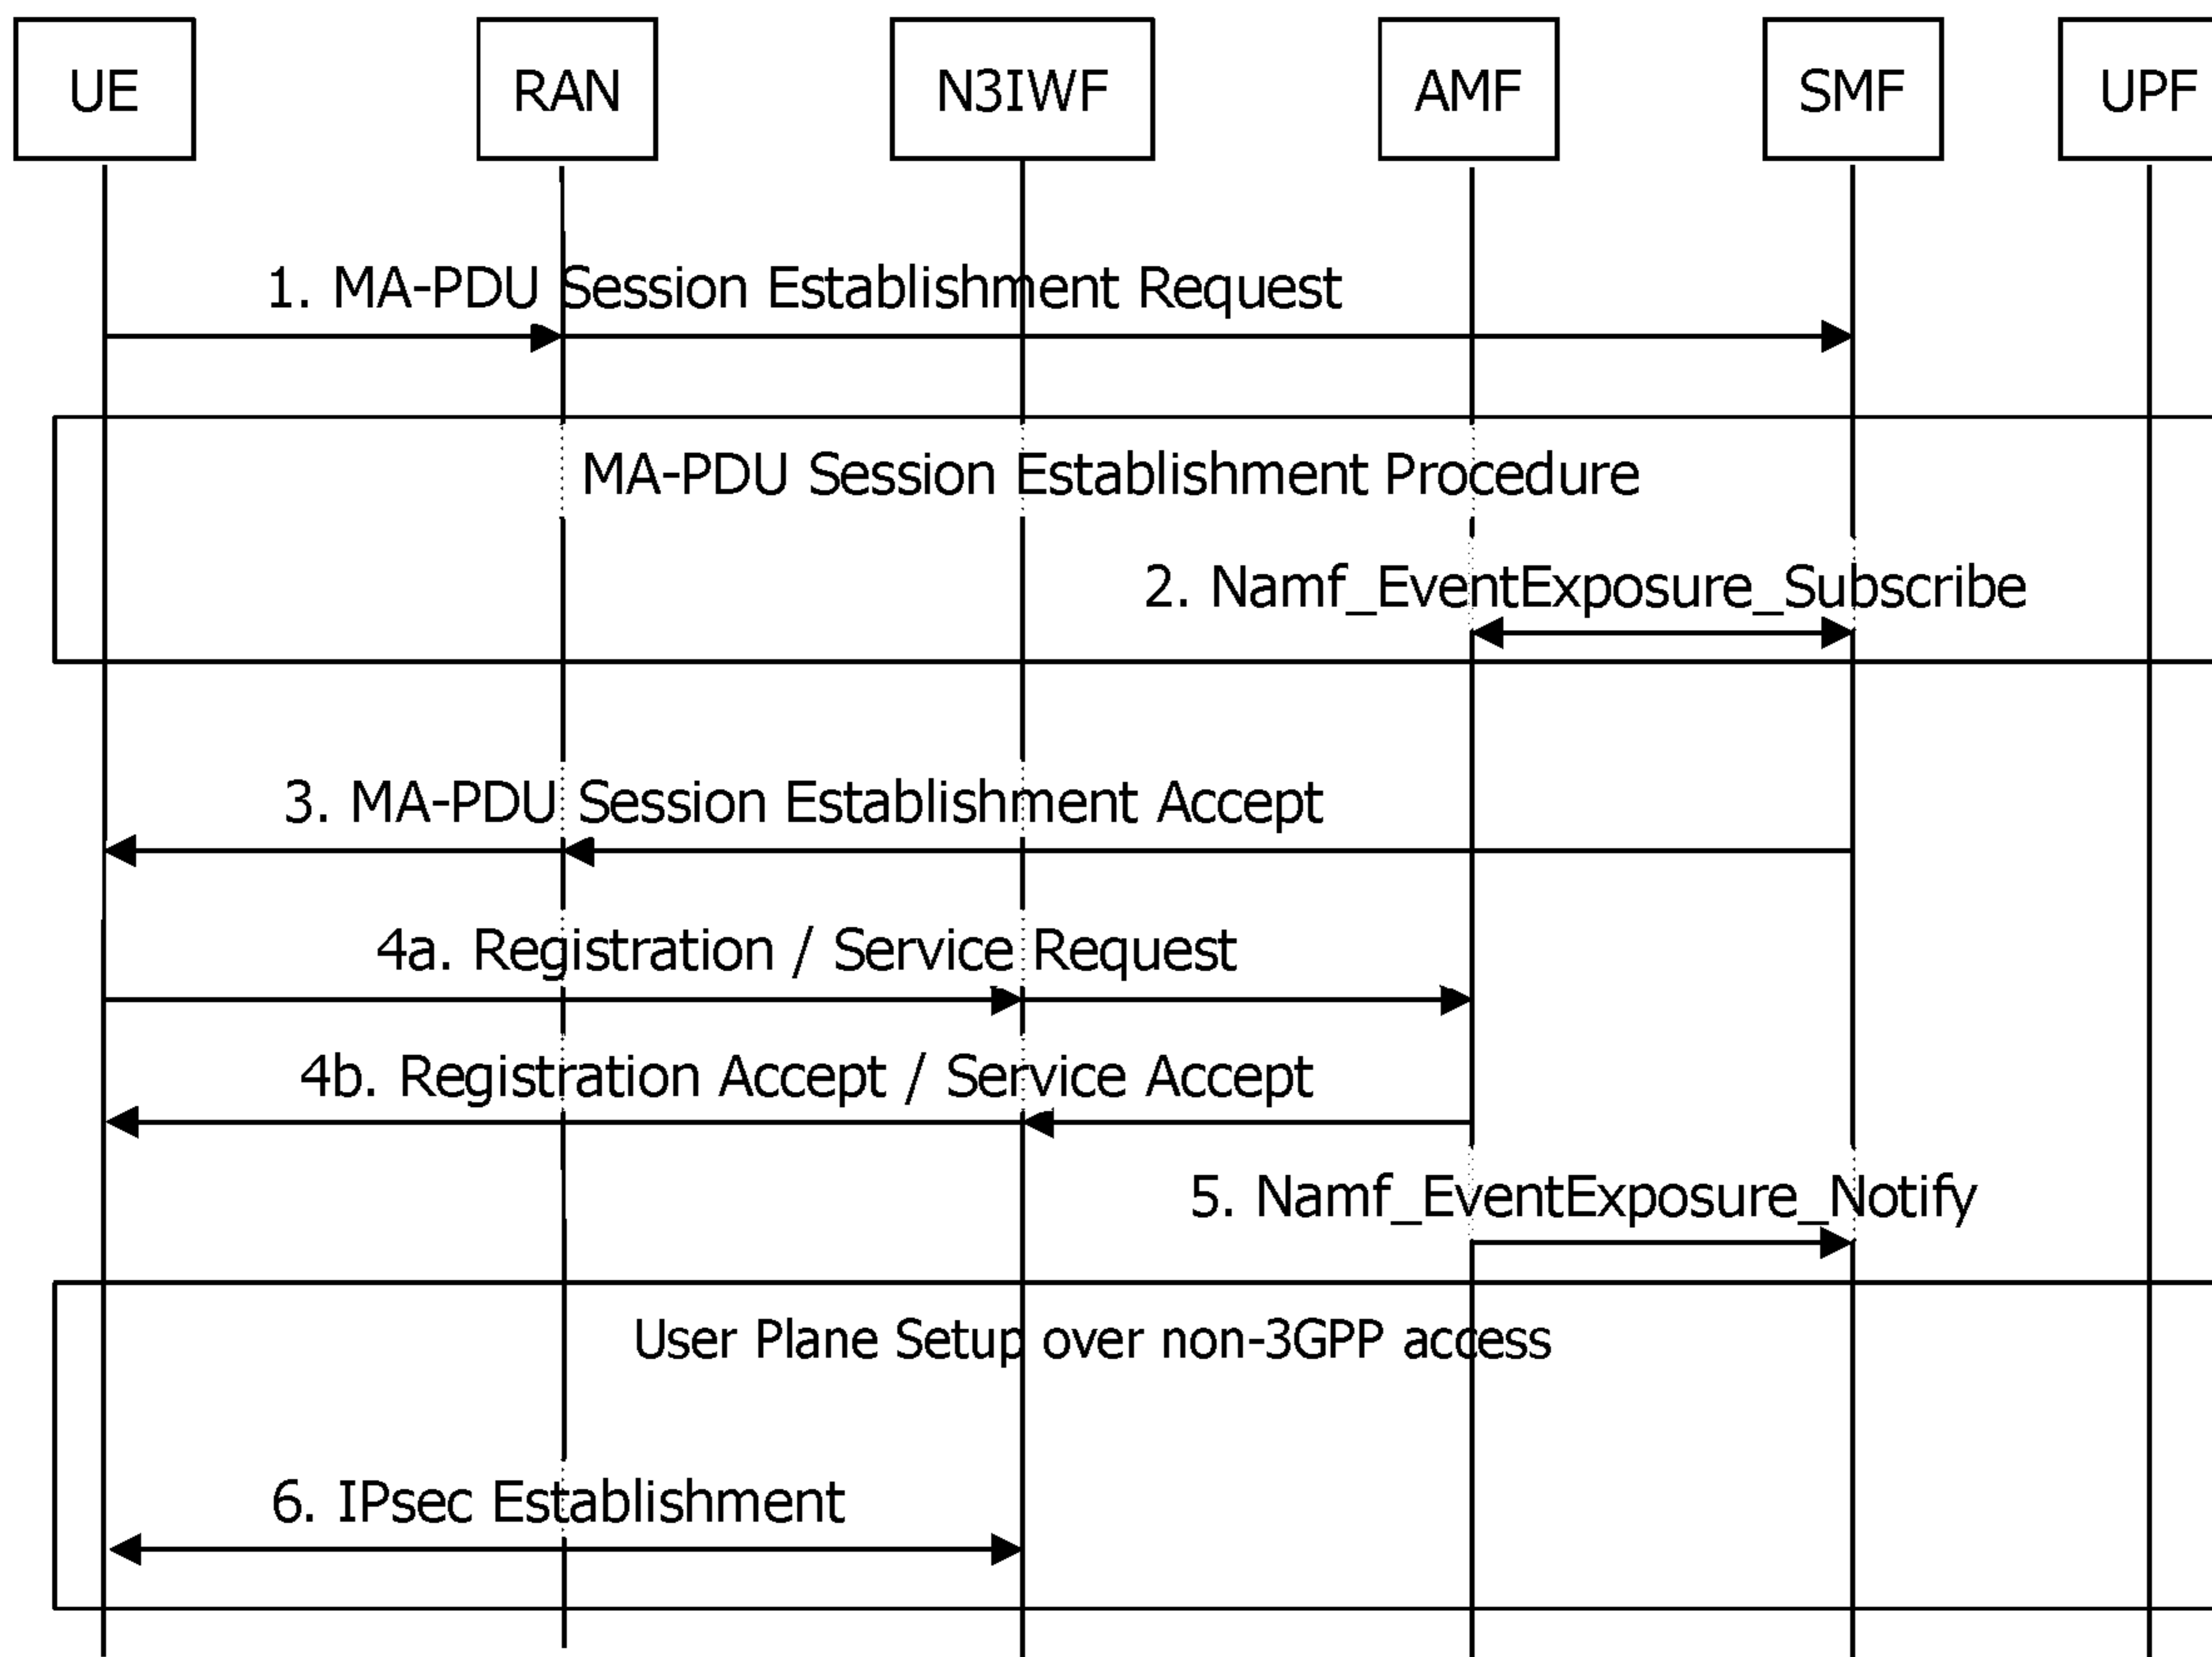 UE
RAN
N3IWF
AMF
SMF
UPF
1. MA-PDU Session Establishment Request
MA-PDU Session Establishment Procedure
2. Namf_EventExposure_Subscribe
3. MA-PDU Session Establishment Accept
4a. Registration / Service Request
4b. Registration Accept / Service Accept
5. Namf_EventExposure_Notify
User Plane Setup over non-3GPP access
6. IPsec Establishment